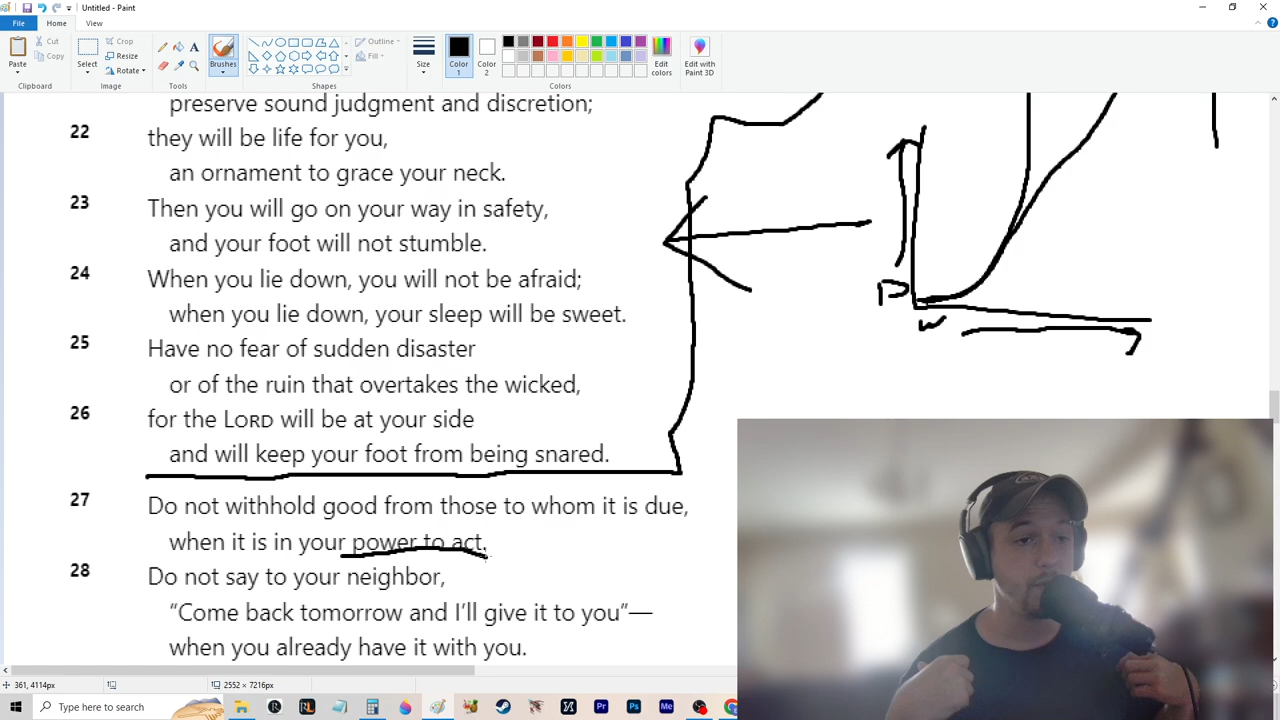 Untitled - Paint
File Home View
Paste
Cut
Copy
Clipboard
Select
Crop
Resize
Rotate
Image
Tools
Brushes
Shapes
Outline
Fill
Size
Color 1
Color 2
Edit colors
Colors
Edit with Paint 3D
preserve sound judgment and discretion;
22 they will be life for you,
an ornament to grace your neck.
23 Then you will go on your way in safety,
and your foot will not stumble.
24 When you lie down, you will not be afraid;
when you lie down, your sleep will be sweet.
25 Have no fear of sudden disaster
or of the ruin that overtakes the wicked,
26 for the LORD will be at your side
and will keep your foot from being snared.
27 Do not withhold good from those to whom it is due,
when it is in your power to act.
28 Do not say to your neighbor,
“Come back tomorrow and I’ll give it to you”—
when you already have it with you.
P
W
361, 4114px
2552 × 7216px
Type here to search
Pr
Ps
Me